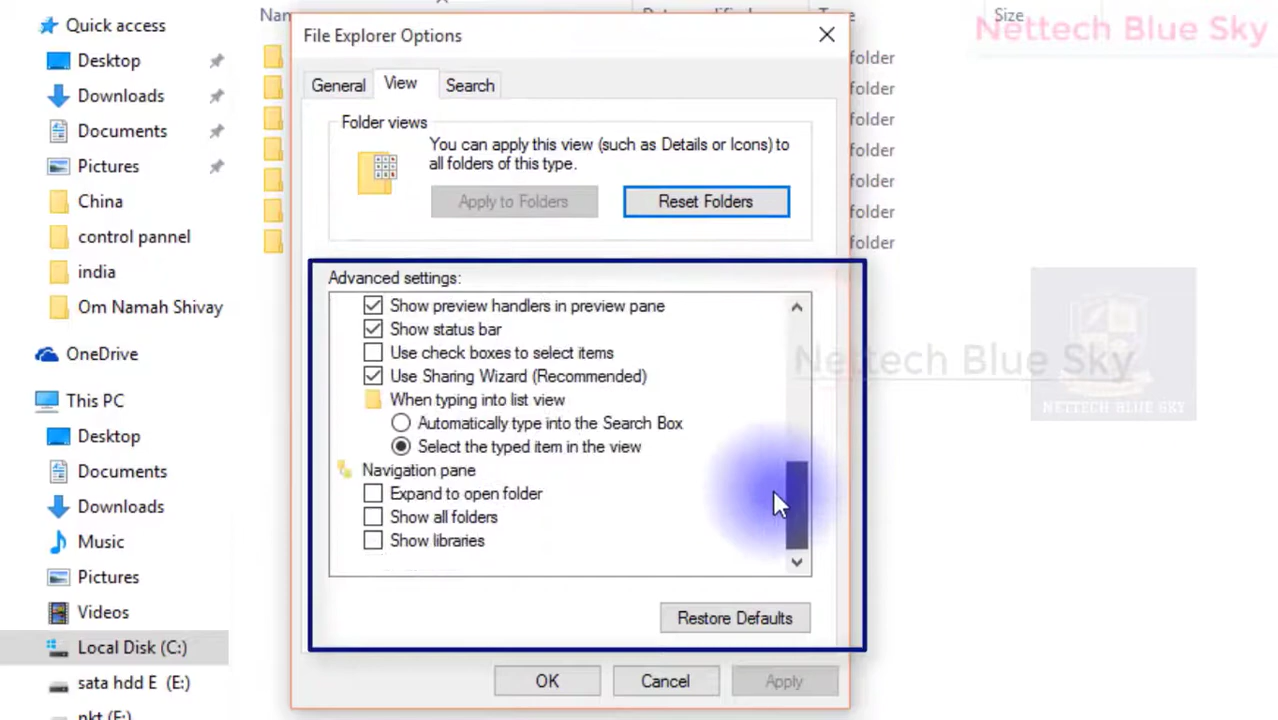 Quick access
Desktop
Downloads
Documents
Pictures
China
control pannel
india
Om Namah Shivay
OneDrive
This PC
Desktop
Documents
Downloads
Music
Pictures
Videos
Local Disk (C:)
sata hdd E (E:)
nkt (F:)
Size
Nettech Blue Sky
folder
folder
folder
folder
folder
folder
folder
File Explorer Options
General
View
Search
Folder views
You can apply this view (such as Details or Icons) to
all folders of this type.
Apply to Folders
Reset Folders
Advanced settings:
Show preview handlers in preview pane
Show status bar
Use check boxes to select items
Use Sharing Wizard (Recommended)
When typing into list view
Automatically type into the Search Box
Select the typed item in the view
Navigation pane
Expand to open folder
Show all folders
Show libraries
Restore Defaults
OK
Cancel
Apply
Nettech Blue Sky
NETTECH BLUE SKY